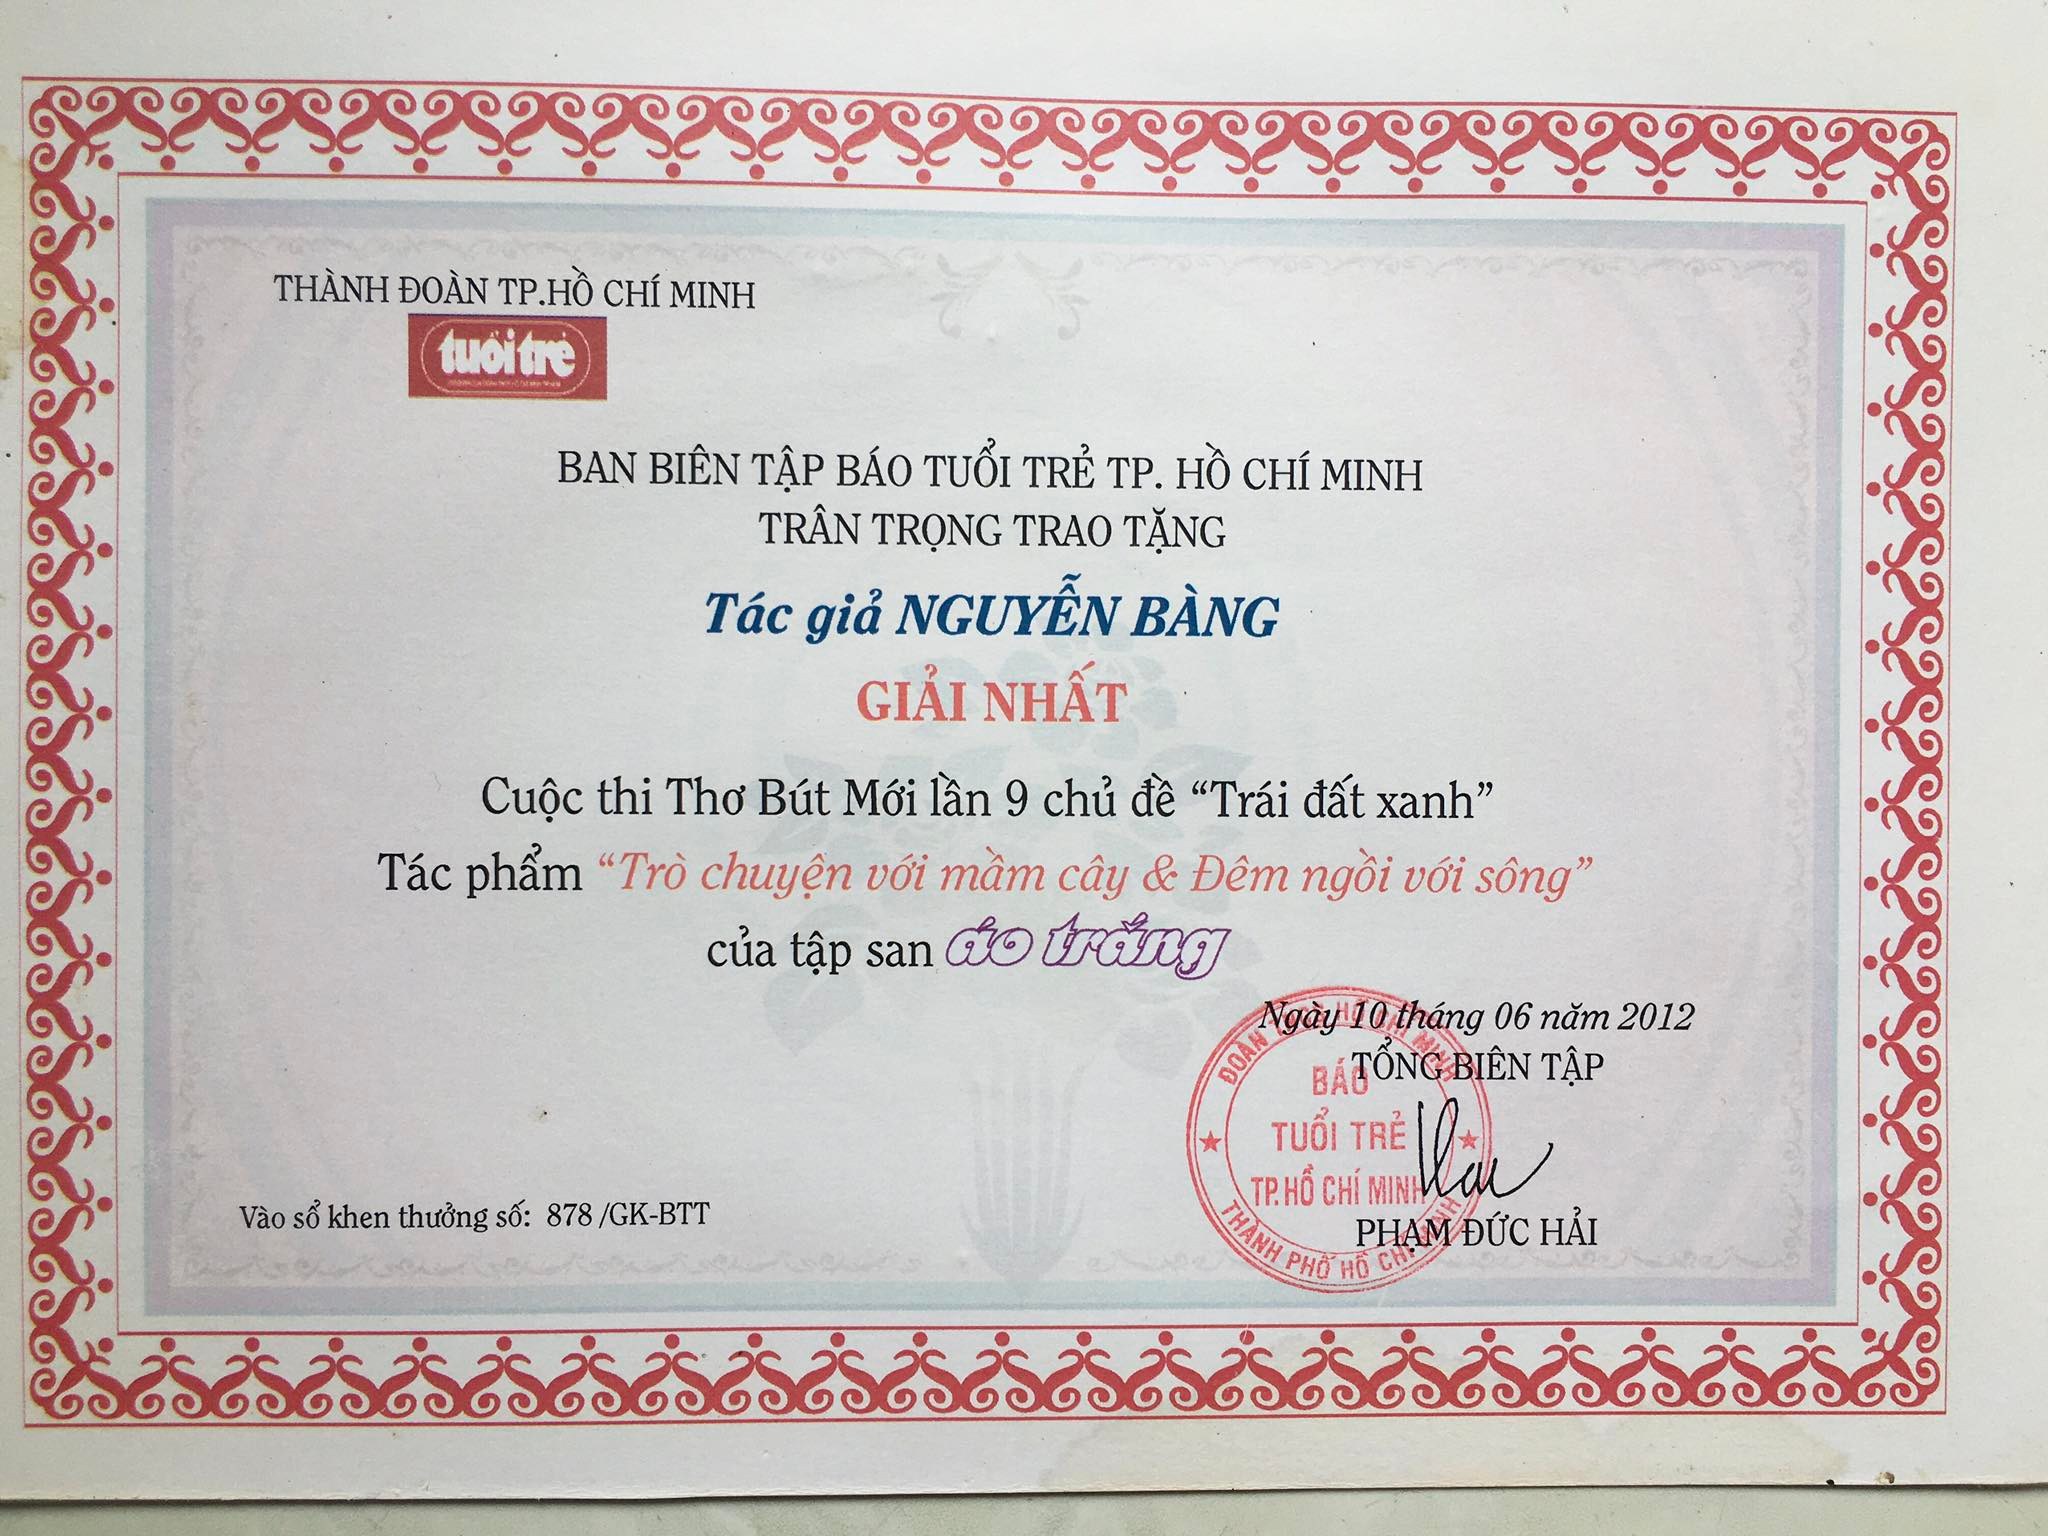 THÀNH ĐOÀN TP.HỒ CHÍ MINH
tuổi trẻ
BAN BIÊN TẬP BÁO TUỔI TRẺ TP. HỒ CHÍ MINH
TRÂN TRỌNG TRAO TẶNG
Tác giả NGUYỄN BÀNG
GIẢI NHẤT
Cuộc thi Thơ Bút Mới lần 9 chủ đề “Trái đất xanh”
Tác phẩm “Trò chuyện với mầm cây & Đêm ngồi với sông”
của tập san áo trắng
Ngày 10 tháng 06 năm 2012
TỔNG BIÊN TẬP
ĐOÀN HỒ CHÍ MINH
BÁO
TUỔI TRẺ
TP. HỒ CHÍ MINH
THÀNH PHỐ HỒ CHÍ MINH
PHẠM ĐỨC HẢI
Vào sổ khen thưởng số: 878 /GK-BTT